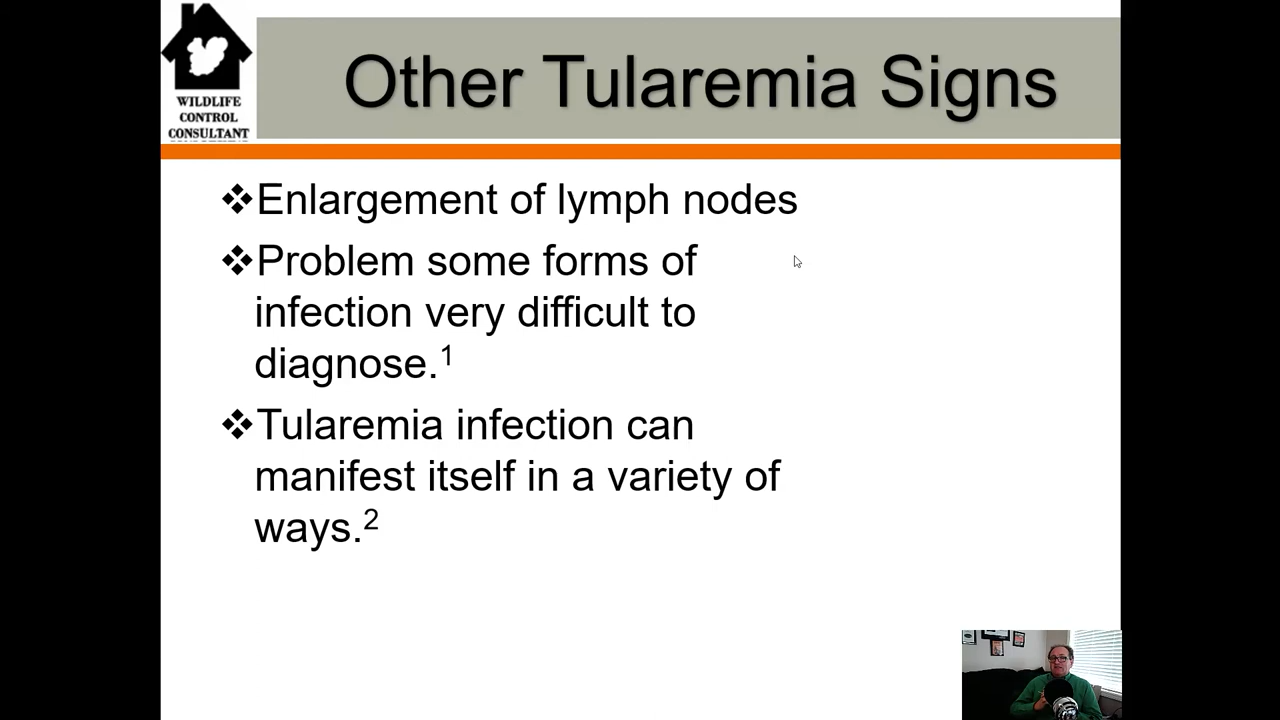 WILDLIFE
CONTROL
CONSULTANT
Other Tularemia Signs
❖Enlargement of lymph nodes
❖Problem some forms of
infection very difficult to
diagnose.¹
❖Tularemia infection can
manifest itself in a variety of
ways.²